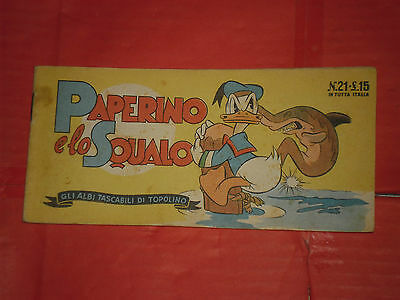 PAPERINO
e lo SQUALO
GLI ALBI TASCABILI DI TOPOLINO
N.21-L.15
IN TUTTA ITALIA